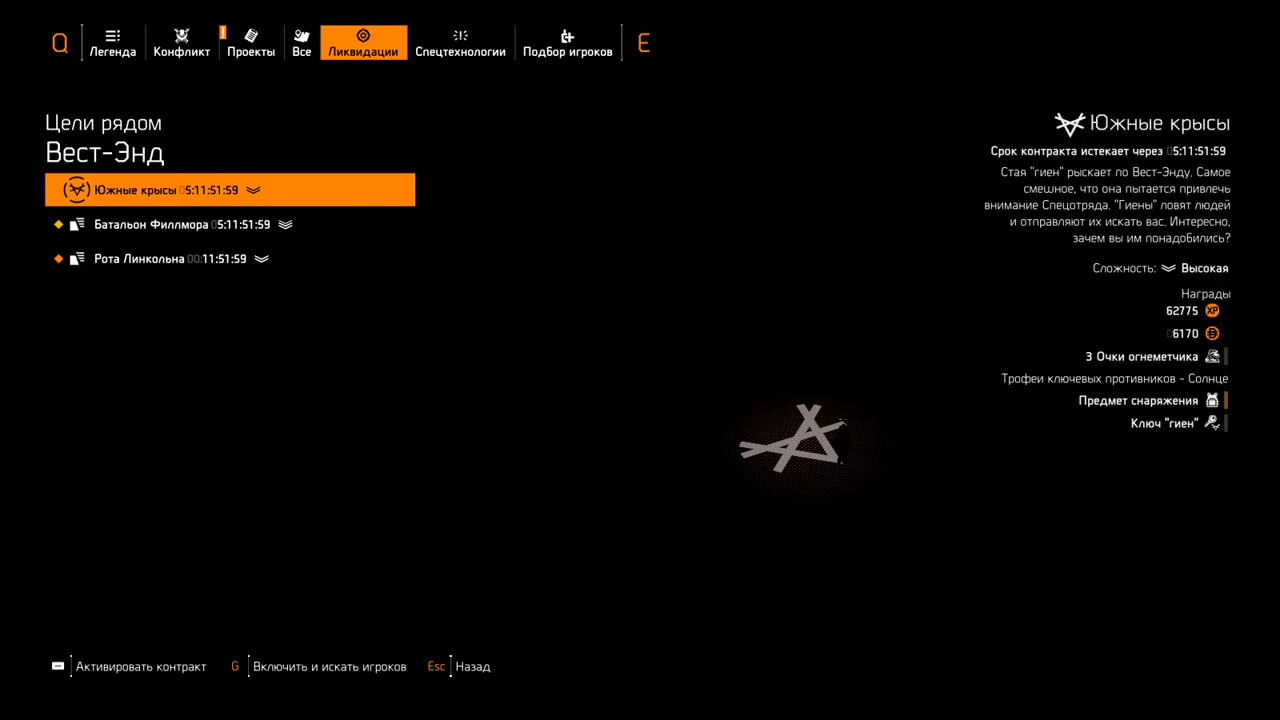 Q
Легенда
Конфликт
Проекты
Все
Ликвидации
Спецтехнологии
Подбор игроков
E
Цели рядом
Вест-Энд
Южные крысы 05:11:51:59
Батальон Филлмора 05:11:51:59
Рота Линкольна 00:11:51:59
Южные крысы
Срок контракта истекает через 05:11:51:59
Стая "гиен" рыскает по Вест-Энду. Самое
смешное, что она пытается привлечь
внимание Спецотряда. "Гиены" ловят людей
и отправляют их искать вас. Интересно,
зачем вы им понадобились?
Сложность: Высокая
Награды
62775 XP
06170
3 Очки огнеметчика
Трофеи ключевых противников - Солнце
Предмет снаряжения
Ключ "гиен"
Активировать контракт
G Включить и искать игроков
Esc Назад